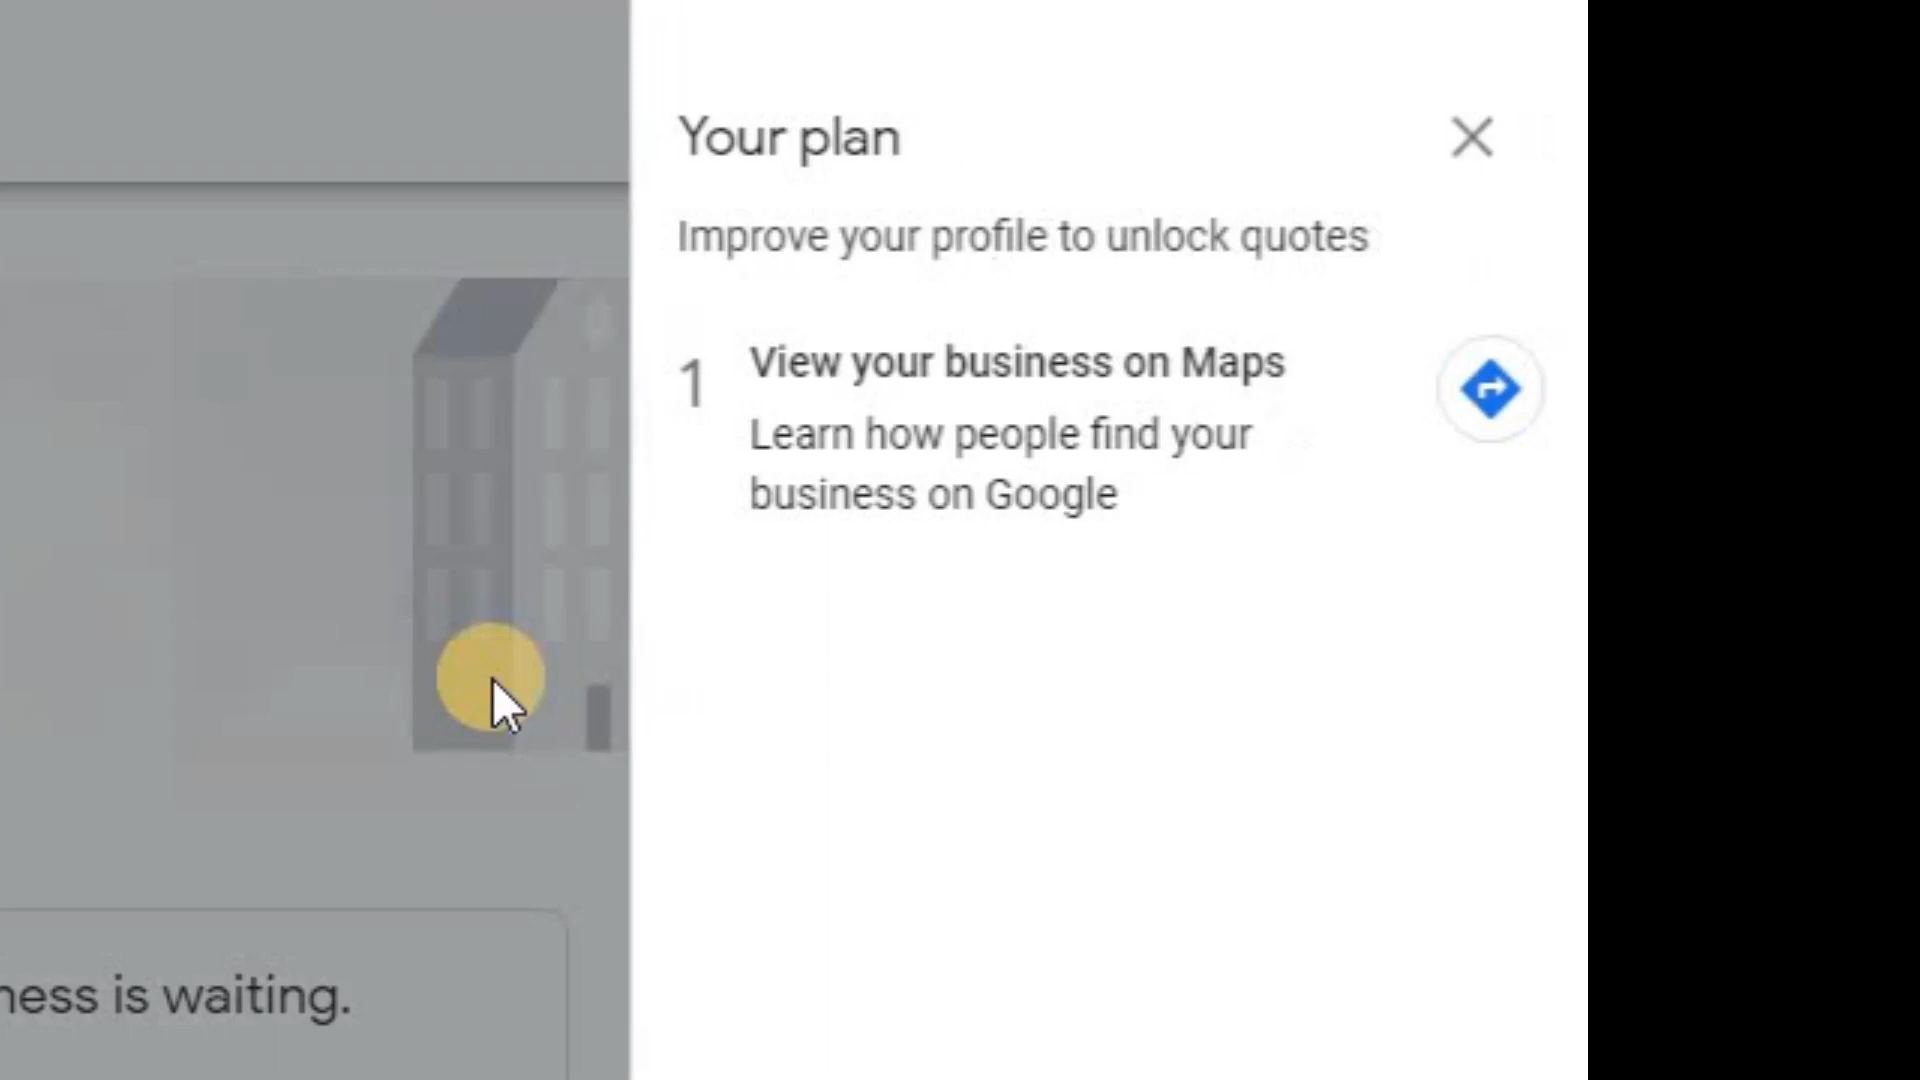 Your plan
Improve your profile to unlock quotes
1
View your business on Maps
Learn how people find your
business on Google
ness is waiting.